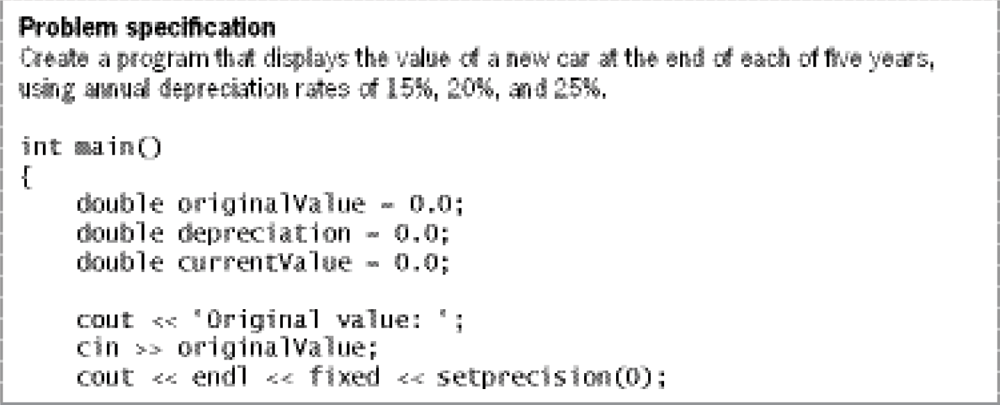 Problem specification
Create a program that displays the value of a new car at the end of each of five years,
using annual depreciation rates of 15%, 20%, and 25%.
int main()
{
double originalValue = 0.0;
double depreciation = 0.0;
double currentValue = 0.0;
cout << "Original value: ";
cin >> originalValue;
cout << endl << fixed << setprecision(0);